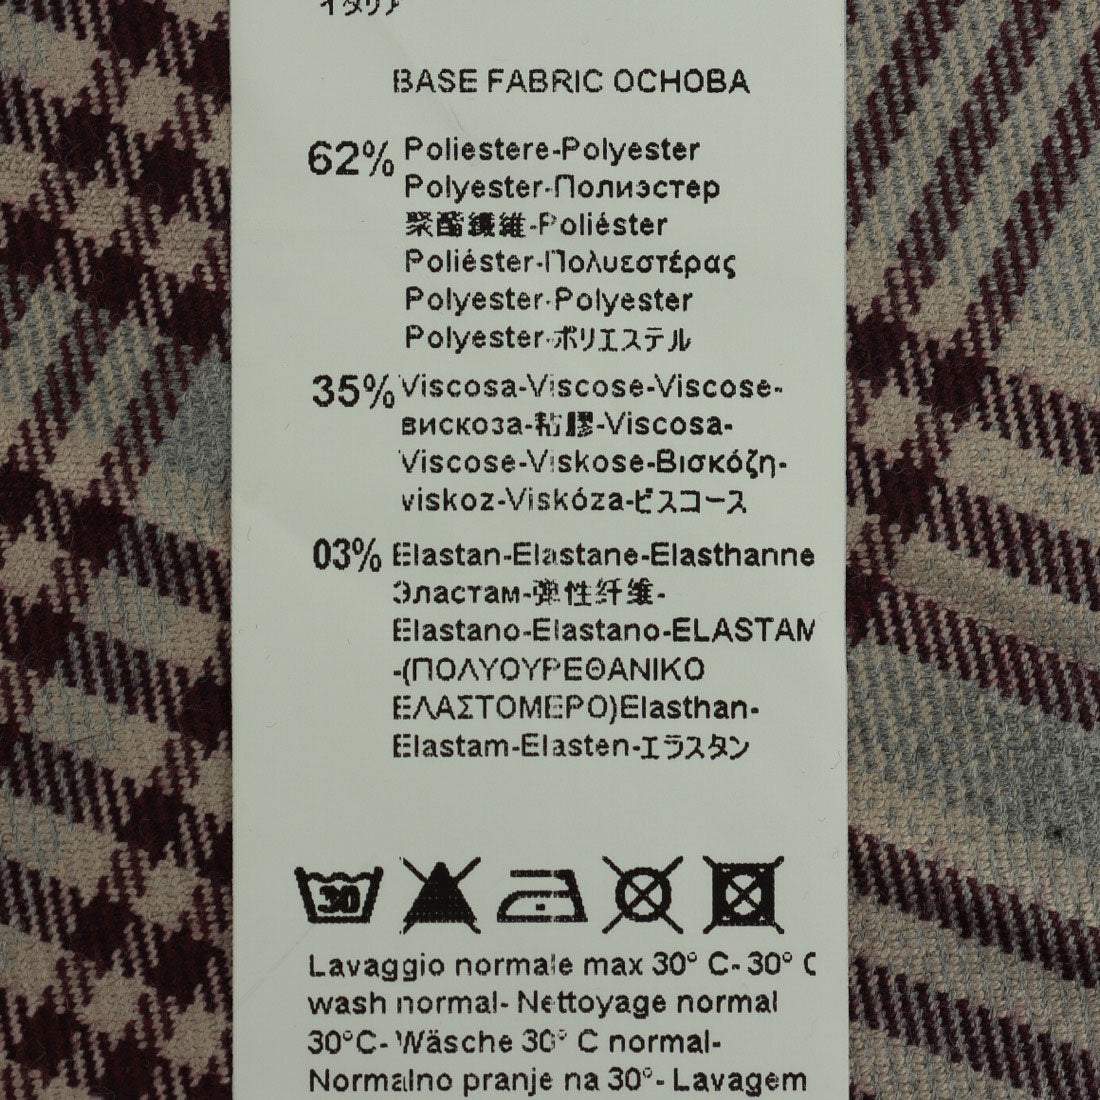 イタリア
BASE FABRIC ОСНОВА
62% Poliestere-Polyester
Polyester-Полиэстер
聚酯纖維-Poliéster
Poliéster-Πολυεστέρας
Polyester-Polyester
Polyester-ポリエステル
35% Viscosa-Viscose-Viscose-
вискоза-粘膠-Viscosa-
Viscose-Viskose-Βισκόζη-
viskoz-Viskóza-ビスコース
03% Elastan-Elastane-Elasthanne
Эластам-弹性纤维-
Elastano-Elastano-ELASTAM
-(ΠΟΛΥΟΥΡΕΘΑΝΙΚΟ
ΕΛΑΣΤΟΜΕΡΟ)Elasthan-
Elastam-Elasten-エラスタン
30
Lavaggio normale max 30° C- 30° C
wash normal- Nettoyage normal
30°C- Wäsche 30° C normal-
Normalno pranje na 30°- Lavagem